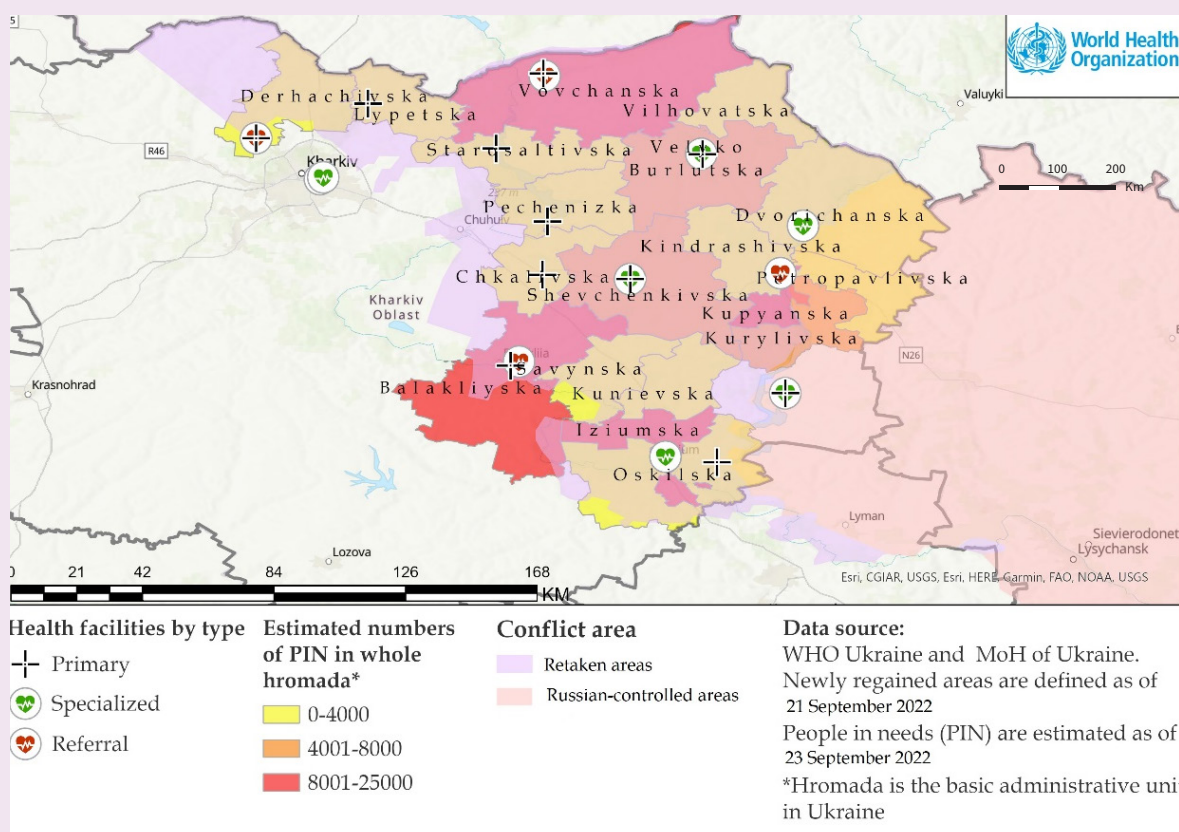 World Health
Organization
Valuyki
Derhachivska
Lypetska
Vovchanska
Vilhovatska
R46
Kharkiv
Starosaltivska
Velyko
Burlutska
0 100 200
Km
Pechenizka
Chuhuiv
Dvorichanska
Kindrashivska
Chkalivska
Petropavlivska
Shevchenkivska
Kharkiv
Oblast
Kupyanska
Kurylivska
N26
Krasnohrad
Savynska
Balakliyska
Kunievska
Iziumska
Oskilska
Lyman
Sievierodonet
Lysychansk
Lozova
0 21 42 84 126 168
KM
Esri, CGIAR, USGS, Esri, HERE, Garmin, FAO, NOAA, USGS
Health facilities by type
Primary
Specialized
Referral
Estimated numbers
of PIN in whole
hromada*
0-4000
4001-8000
8001-25000
Conflict area
Retaken areas
Russian-controlled areas
Data source:
WHO Ukraine and MoH of Ukraine.
Newly regained areas are defined as of
21 September 2022
People in needs (PIN) are estimated as of
23 September 2022
*Hromada is the basic administrative uni
in Ukraine